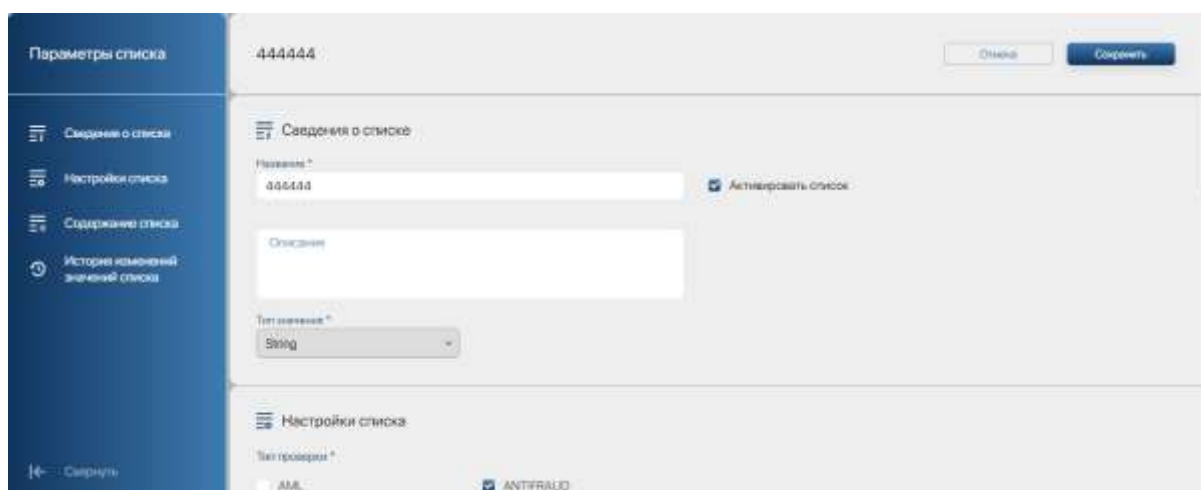 Параметры списка
444444
Отмена
Сохранить
Сведения о списке
Настройки списка
Содержание списка
История изменений
значений списка
Свернуть
Сведения о списке
Название *
444444
Активировать список
Описание
Тип значения *
String
Настройки списка
Тип проверки *
AML
ANTIFRAUD